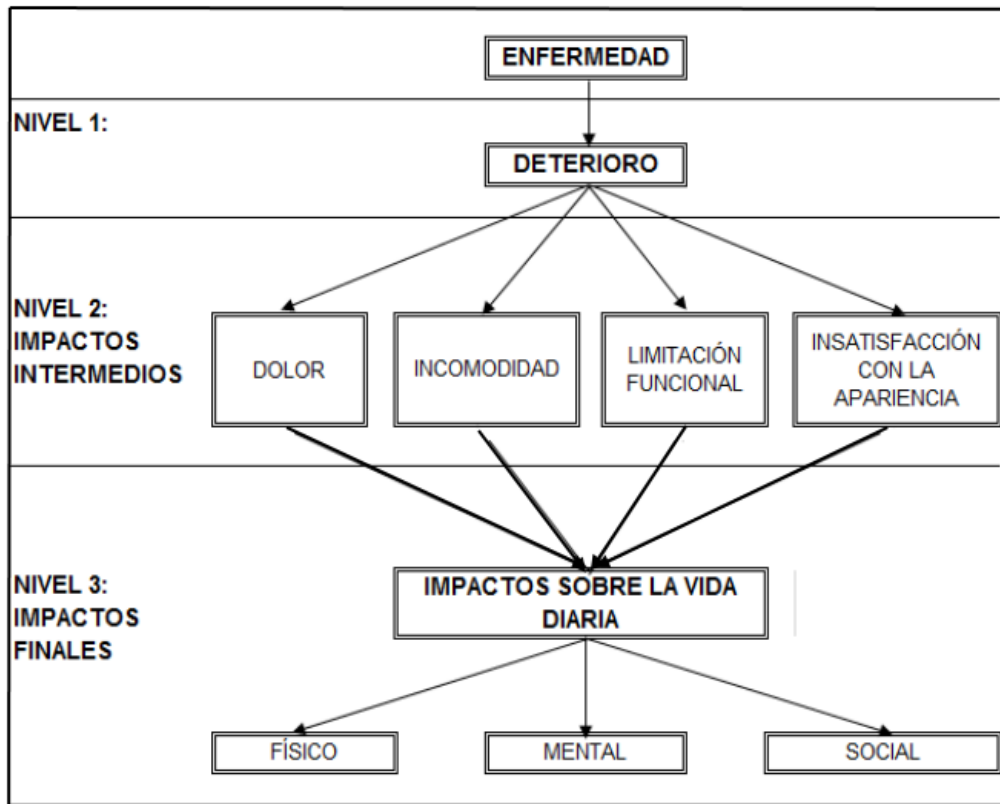 ENFERMEDAD
NIVEL 1:
DETERIORO
NIVEL 2:
IMPACTOS
INTERMEDIOS
DOLOR
INCOMODIDAD
LIMITACIÓN
FUNCIONAL
INSATISFACCIÓN
CON LA
APARIENCIA
NIVEL 3:
IMPACTOS
FINALES
IMPACTOS SOBRE LA VIDA
DIARIA
FÍSICO
MENTAL
SOCIAL